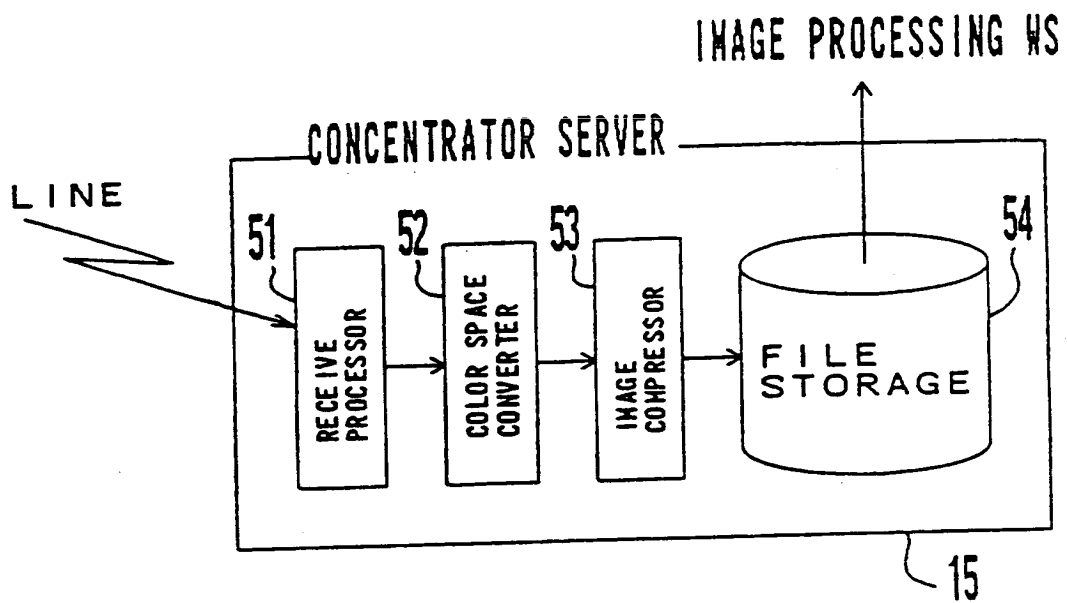 IMAGE PROCESSING WS
CONCENTRATOR SERVER
LINE
51
RECEIVE
PROCESSOR
52
COLOR SPACE
CONVERTER
53
IMAGE
COMPRESSOR
54
FILE
STORAGE
15